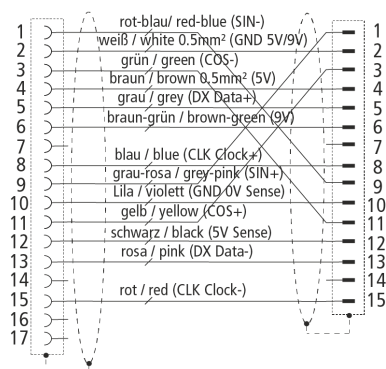 rot-blau/ red-blue (SIN-)
1 1
weiß / white 0.5mm² (GND 5V/9V)
2 2
grün / green (COS-)
3 3
braun / brown 0.5mm² (5V)
4 4
grau / grey (DX Data+)
5 5
braun-grün / brown-green (9V)
6 6
7 7
blau / blue (CLK Clock+)
8 8
grau-rosa / grey-pink (SIN+)
9 9
Lila / violett (GND 0V Sense)
10 10
gelb / yellow (COS+)
11 11
schwarz / black (5V Sense)
12 12
rosa / pink (DX Data-)
13 13
14 14
rot / red (CLK Clock-)
15 15
16
17